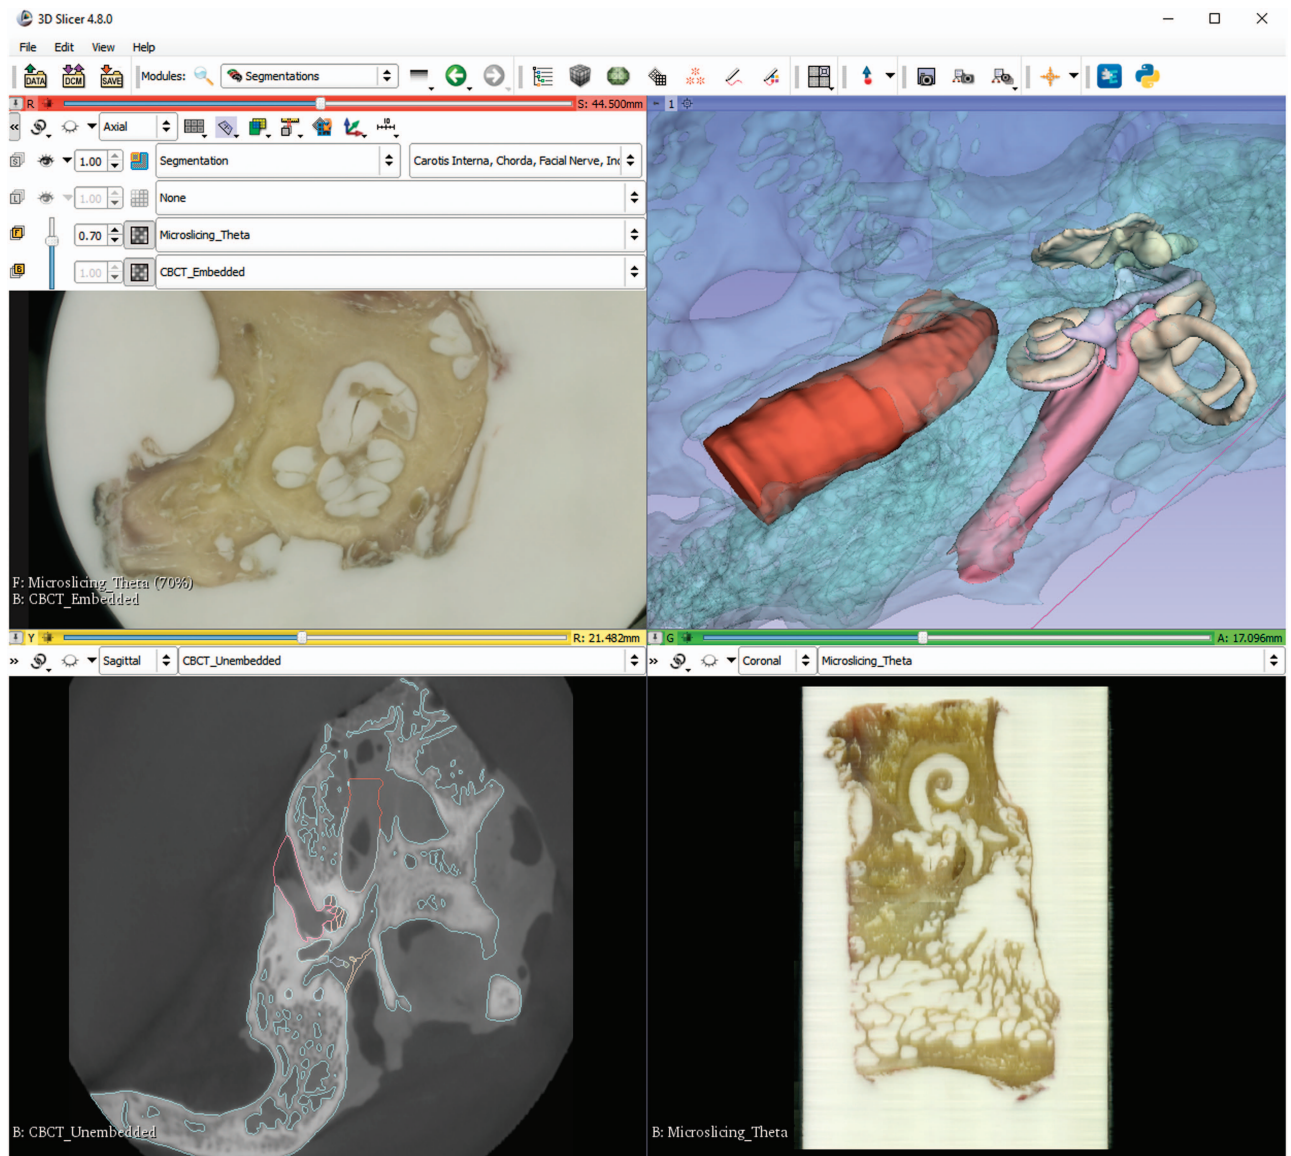 3D Slicer 4.8.0
File Edit View Help
DATA DCM SAVE Modules: Segmentations
R S: 44.500mm 1
Axial
S 1.00 Segmentation Carotis Interna, Chorda, Facial Nerve, Inc
L 1.00 None
F 0.70 Microslicing_Theta
B 1.00 CBCT_Embedded
F: Microslicing_Theta (70%)
B: CBCT_Embedded
Y R: 21.482mm G A: 17.096mm
Sagittal CBCT_Unembedded Coronal Microslicing_Theta
B: CBCT_Unembedded B: Microslicing_Theta